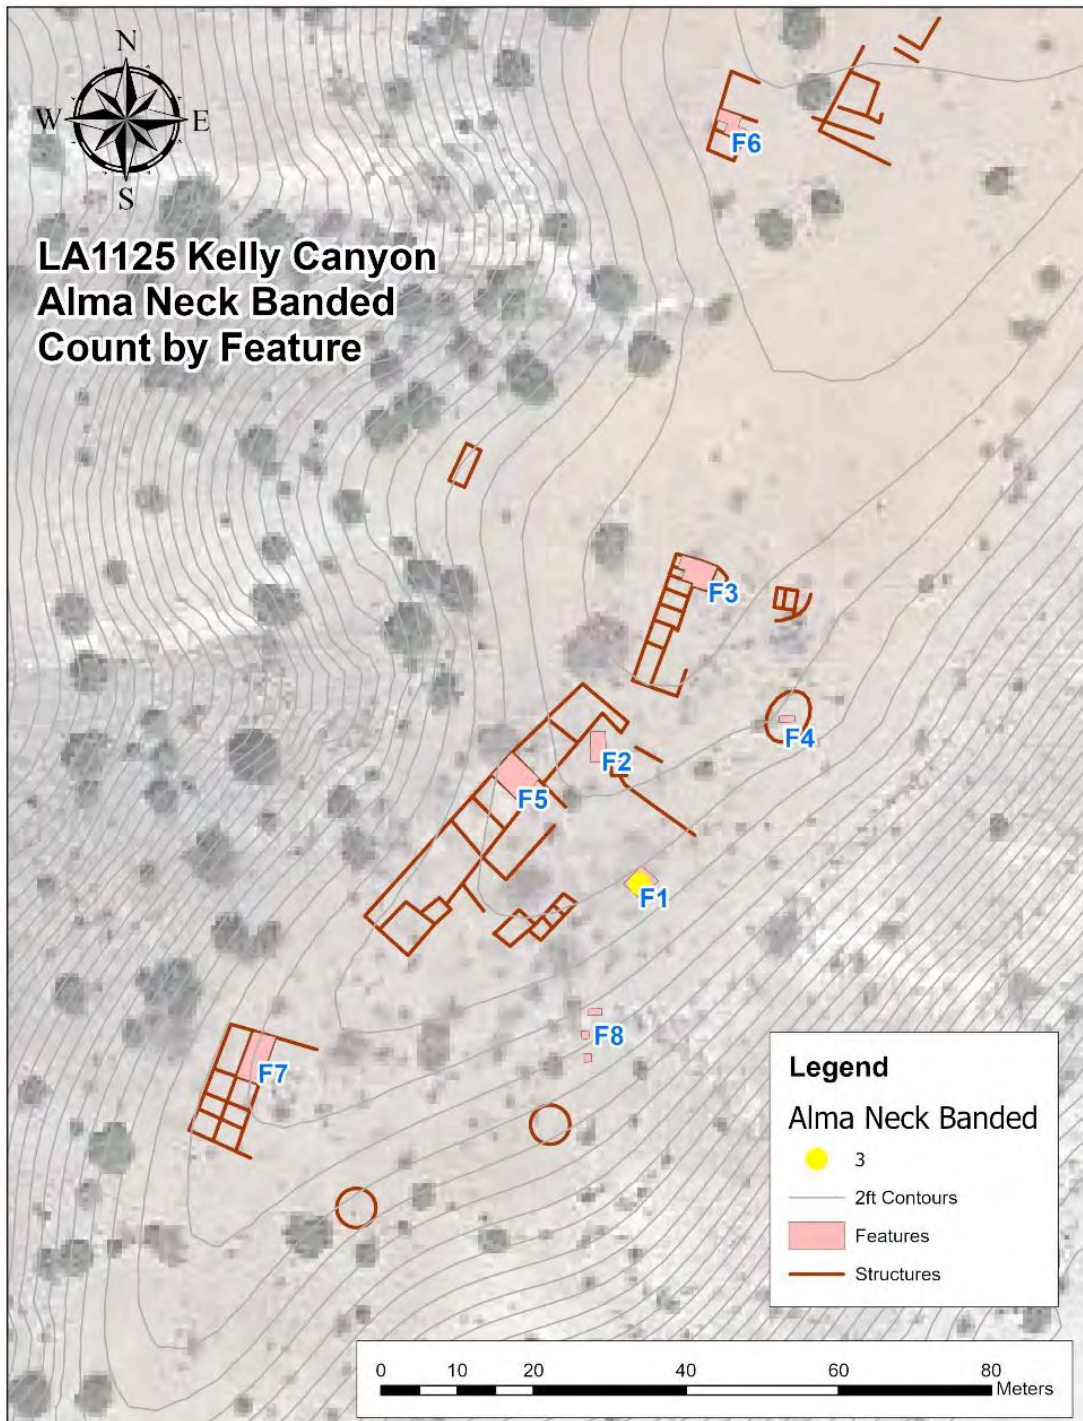 N
W E
S
LA1125 Kelly Canyon
Alma Neck Banded
Count by Feature
F6
F3
F4
F2
F5
F1
F8
F7
Legend
Alma Neck Banded
3
2ft Contours
Features
Structures
0 10 20 40 60 80
Meters